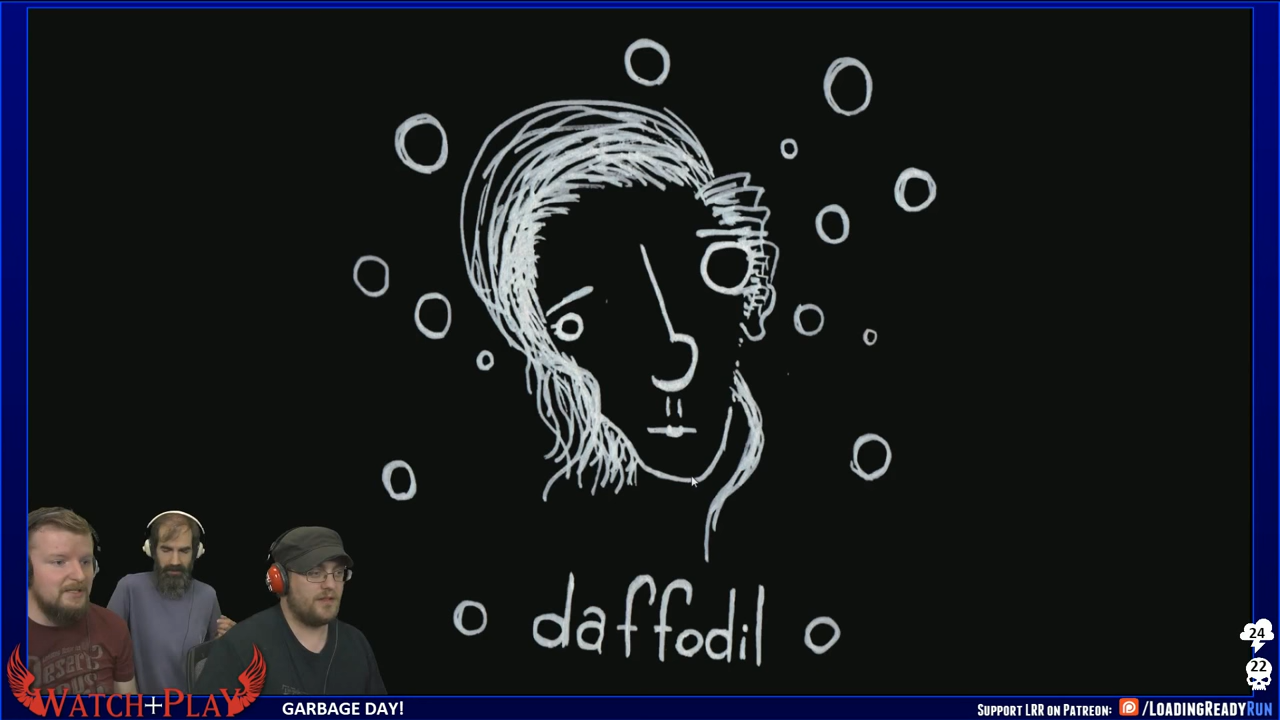 daffodil
24
22
WATCH+PLAY
GARBAGE DAY!
SUPPORT LRR ON PATREON: /LOADINGREADYRUN